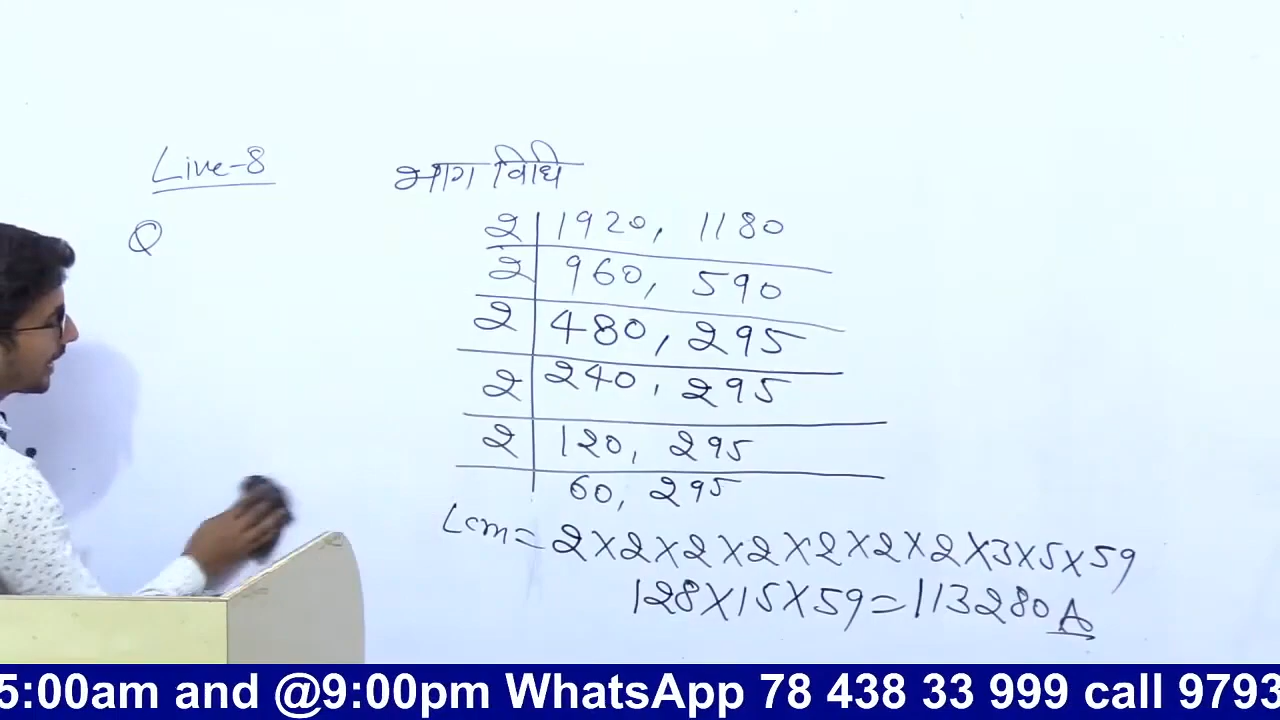 Live-8
भाग विधि
Q
2 | 1920, 1180
2 | 960, 590
2 | 480, 295
2 | 240, 295
2 | 120, 295
60, 295
Lcm = 2×2×2×2×2×2×2×3×5×59
128×15×59=113280 A
5:00am and @9:00pm WhatsApp 78 438 33 999 call 9793